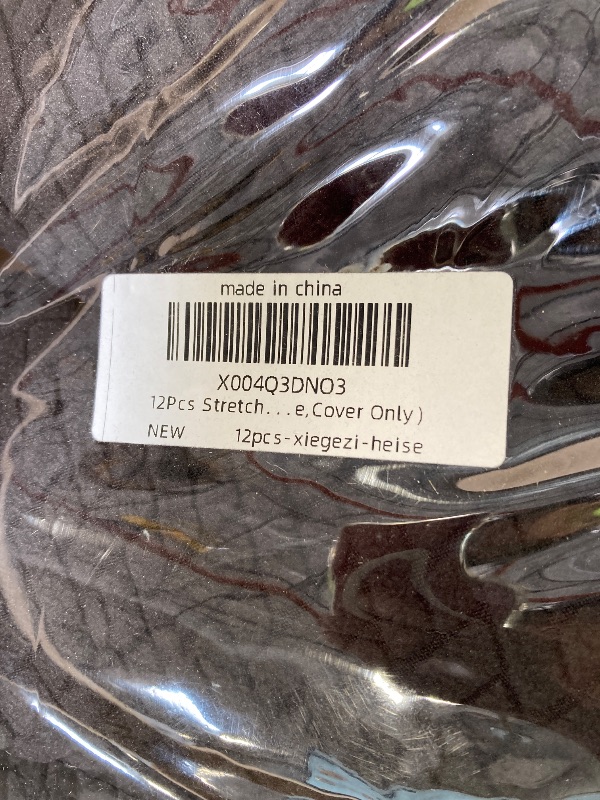 made in china
X004Q3DNO3
12Pcs Stretch...e,Cover Only)
NEW 12pcs-xiegezi-heise